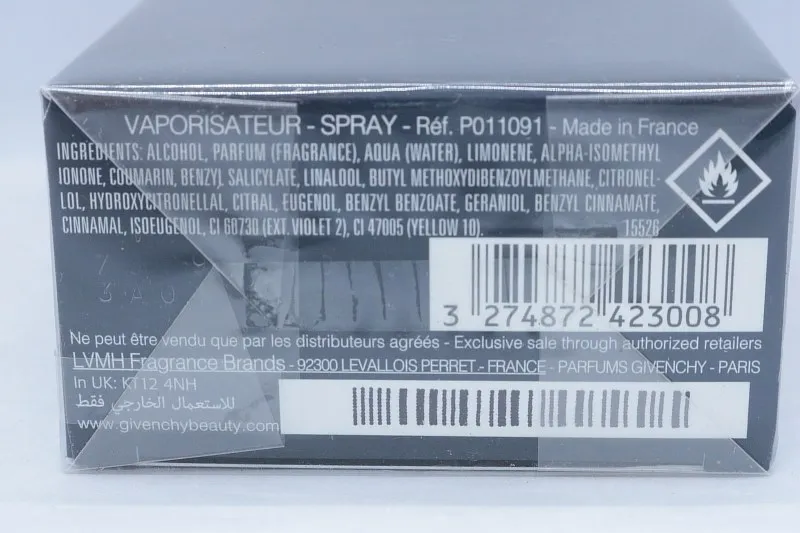 VAPORISATEUR - SPRAY - Réf. P011091 - Made in France
INGREDIENTS: ALCOHOL, PARFUM (FRAGRANCE), AQUA (WATER), LIMONENE, ALPHA-ISOMETHYL
IONONE, COUMARIN, BENZYL SALICYLATE, LINALOOL, BUTYL METHOXYDIBENZOYLMETHANE, CITRONEL-
LOL, HYDROXYCITRONELLAL, CITRAL, EUGENOL, BENZYL BENZOATE, GERANIOL, BENZYL CINNAMATE,
CINNAMAL, ISOEUGENOL, CI 60730 (EXT. VIOLET 2), CI 47005 (YELLOW 10). 15526
3 274872 423008
Ne peut être vendu que par les distributeurs agréés - Exclusive sale through authorized retailers
LVMH Fragrance Brands - 92300 LEVALLOIS PERRET - FRANCE - PARFUMS GIVENCHY - PARIS
In UK: KT12 4NH
للاستعمال الخارجي فقط
www.givenchybeauty.com